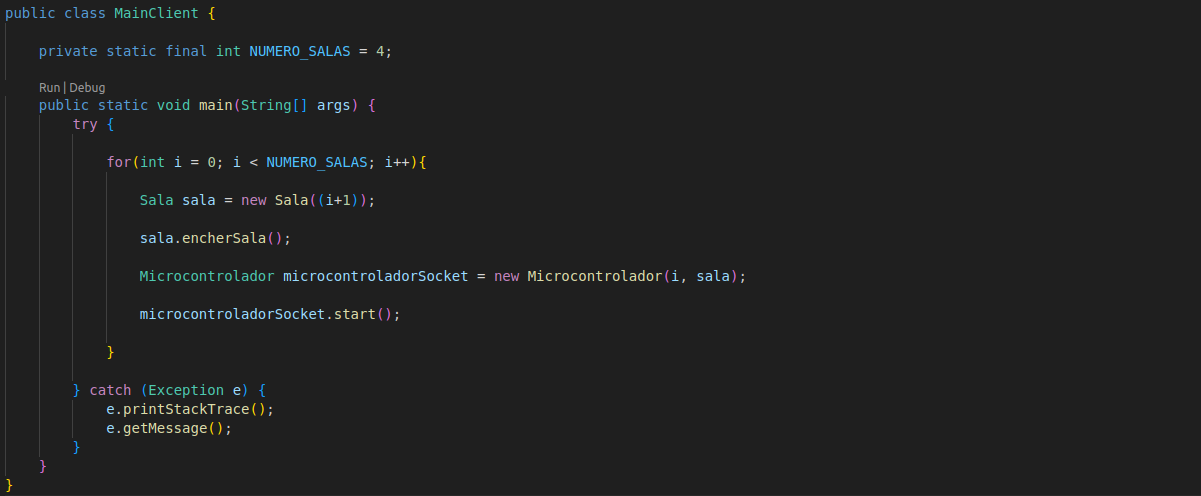 public class MainClient {
private static final int NUMERO_SALAS = 4;
Run | Debug
public static void main(String[] args) {
try {
for(int i = 0; i < NUMERO_SALAS; i++){
Sala sala = new Sala((i+1));
sala.encherSala();
Microcontrolador microcontroladorSocket = new Microcontrolador(i, sala);
microcontroladorSocket.start();
}
} catch (Exception e) {
e.printStackTrace();
e.getMessage();
}
}
}